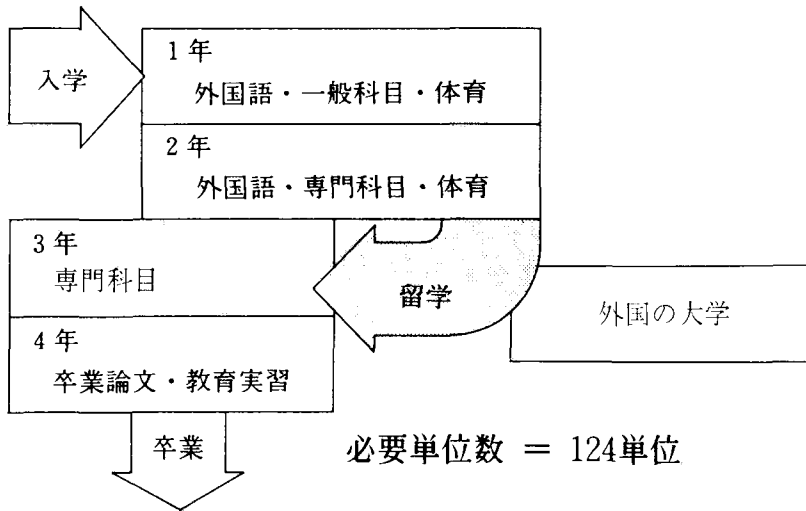 入学
1年
外国語・一般科目・体育
2年
外国語・専門科目・体育
3年
専門科目
留学
外国の大学
4年
卒業論文・教育実習
卒業
必要単位数 ＝ 124単位